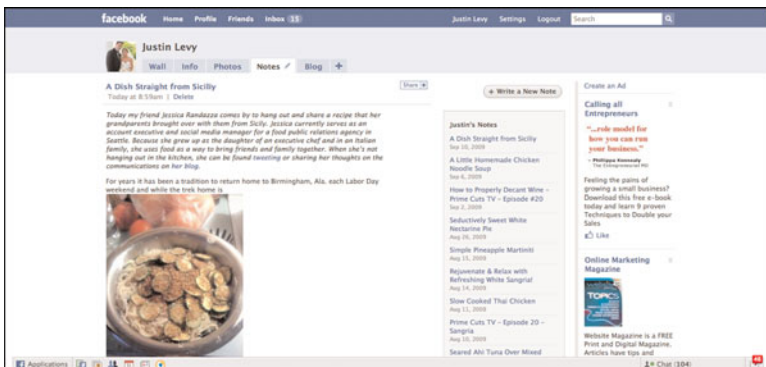 facebook Home Profile Friends Inbox 15 Justin Levy Settings Logout Search
Justin Levy
Wall Info Photos Notes Blog +
A Dish Straight from Sicilly
Share +
Today at 8:59am | Delete
Today my friend Jessica Randazza comes by to hang out and share a recipe that her
grandparents brought over with them from Sicily. Jessica currently serves as an
account executive and social media manager for a food public relations agency in
Seattle. Because she grew up as the daughter of an executive chef and in an Italian
family, she uses food as a way to bring friends and family together. When she's not
hanging out in the kitchen, she can be found tweeting or sharing her thoughts on the
communications on her blog.
For years it has been a tradition to return home to Birmingham, Ala. each Labor Day
weekend and while the trek home is
+ Write a New Note
Justin's Notes
A Dish Straight from Sicilly
Sep 10, 2009
A Little Homemade Chicken
Noodle Soup
Sep 6, 2009
How to Properly Decant Wine –
Prime Cuts TV – Episode #20
Sep 2, 2009
Seductively Sweet White
Nectarine Pie
Aug 26, 2009
Simple Pineapple Martiniti
Aug 15, 2009
Rejuvenate & Relax with
Refreshing White Sangria!
Aug 14, 2009
Slow Cooked Thai Chicken
Aug 11, 2009
Prime Cuts TV – Episode 20 –
Sangria
Aug 10, 2009
Seared Ahi Tuna Over Mixed
Create an Ad
Calling all
Entrepreneurs
"...role model for
how you can run
your business."
– Philippa Kennealy
The Entrepreneurial MD
Feeling the pains of
growing a small business?
Download this free e-book
today and learn 9 proven
Techniques to Double your
Sales
Like
Online Marketing
Magazine
TOPICS
Website Magazine is a FREE
Print and Digital Magazine.
Articles have tips and
Applications
Chat (104)